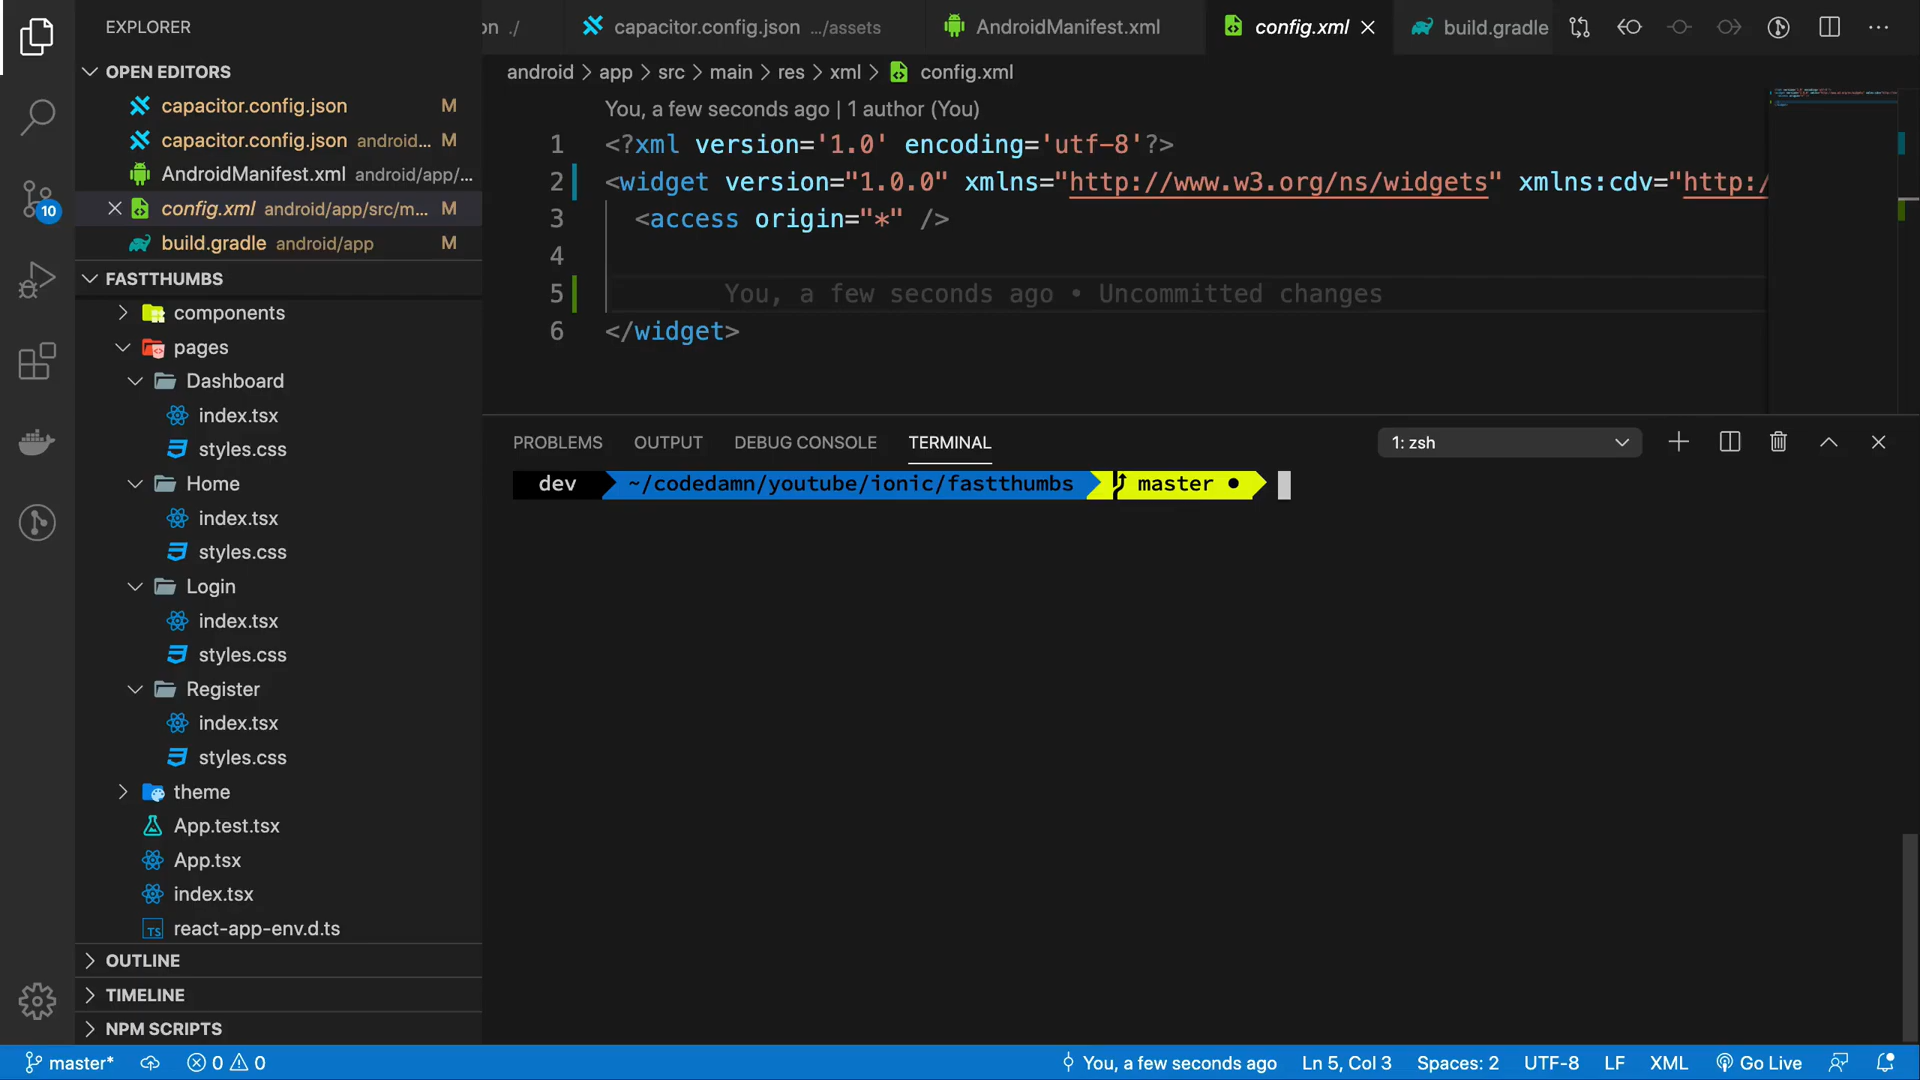 EXPLORER
OPEN EDITORS
capacitor.config.json M
capacitor.config.json android... M
AndroidManifest.xml android/app/...
config.xml android/app/src/m... M
build.gradle android/app M
FASTTHUMBS
components
pages
Dashboard
index.tsx
styles.css
Home
index.tsx
styles.css
Login
index.tsx
styles.css
Register
index.tsx
styles.css
theme
App.test.tsx
App.tsx
index.tsx
TS react-app-env.d.ts
OUTLINE
TIMELINE
NPM SCRIPTS
10
on ./
capacitor.config.json .../assets
AndroidManifest.xml
config.xml
build.gradle
android > app > src > main > res > xml > config.xml
You, a few seconds ago | 1 author (You)
1 <?xml version='1.0' encoding='utf-8'?>
2 <widget version="1.0.0" xmlns="http://www.w3.org/ns/widgets" xmlns:cdv="http:/
3 <access origin="*" />
4
5 You, a few seconds ago • Uncommitted changes
6 </widget>
PROBLEMS OUTPUT DEBUG CONSOLE TERMINAL 1: zsh
dev ~/codedamn/youtube/ionic/fastthumbs master ●
master* 0 0 You, a few seconds ago Ln 5, Col 3 Spaces: 2 UTF-8 LF XML Go Live